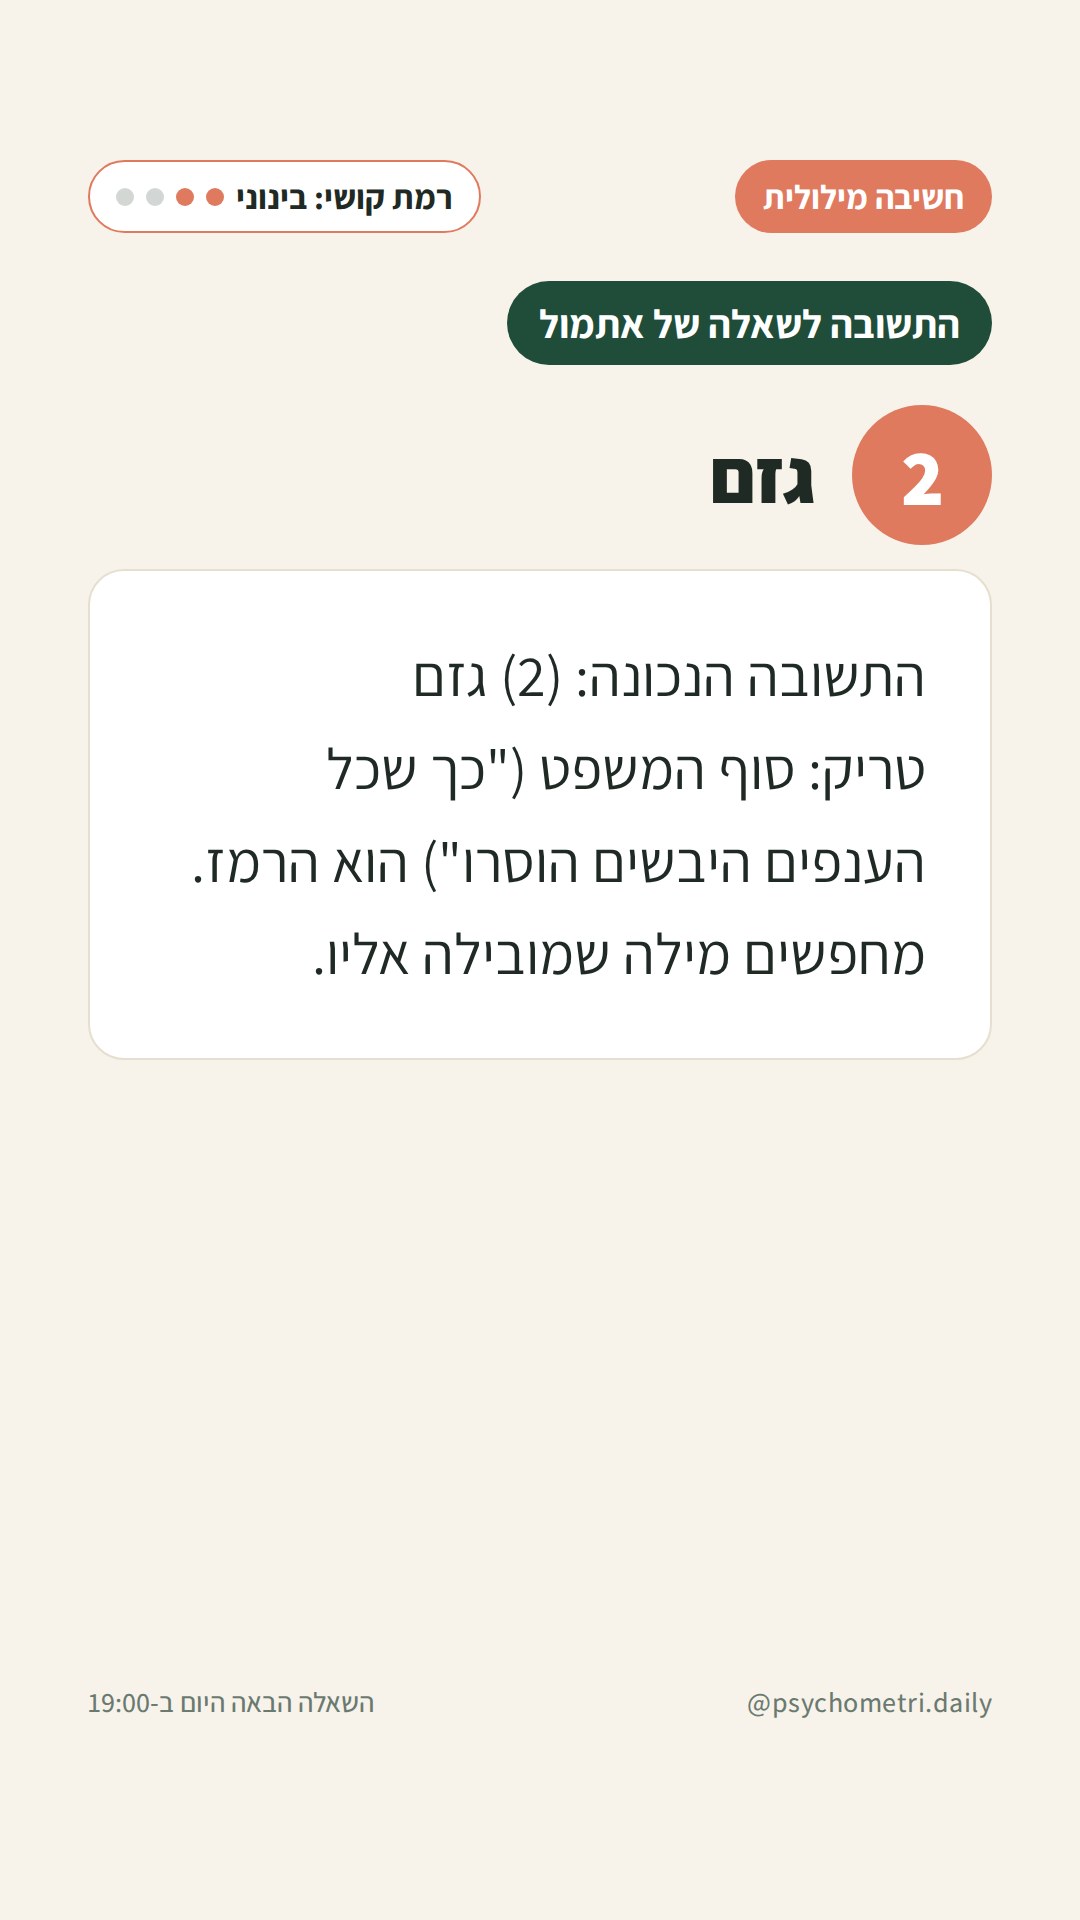 חשיבה מילולית
רמת קושי: בינוני
התשובה לשאלה של אתמול
2
גזם
התשובה הנכונה: (2) גזם
טריק: סוף המשפט ("כך שכל
הענפים היבשים הוסרו") הוא הרמז.
מחפשים מילה שמובילה אליו.
@psychometri.daily
השאלה הבאה היום ב-19:00